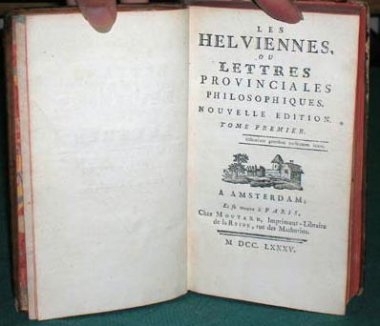 LES
HELVIENNES,
OU
LETTRES
PROVINCIALES
PHILOSOPHIQUES.
NOUVELLE EDITION.
TOME PREMIER.
A AMSTERDAM;
Et se trouve à PARIS,
Chez MOUTARD, Imprimeur-Libraire
de la REINE, rue des Mathurins.
M DCC. LXXXV.